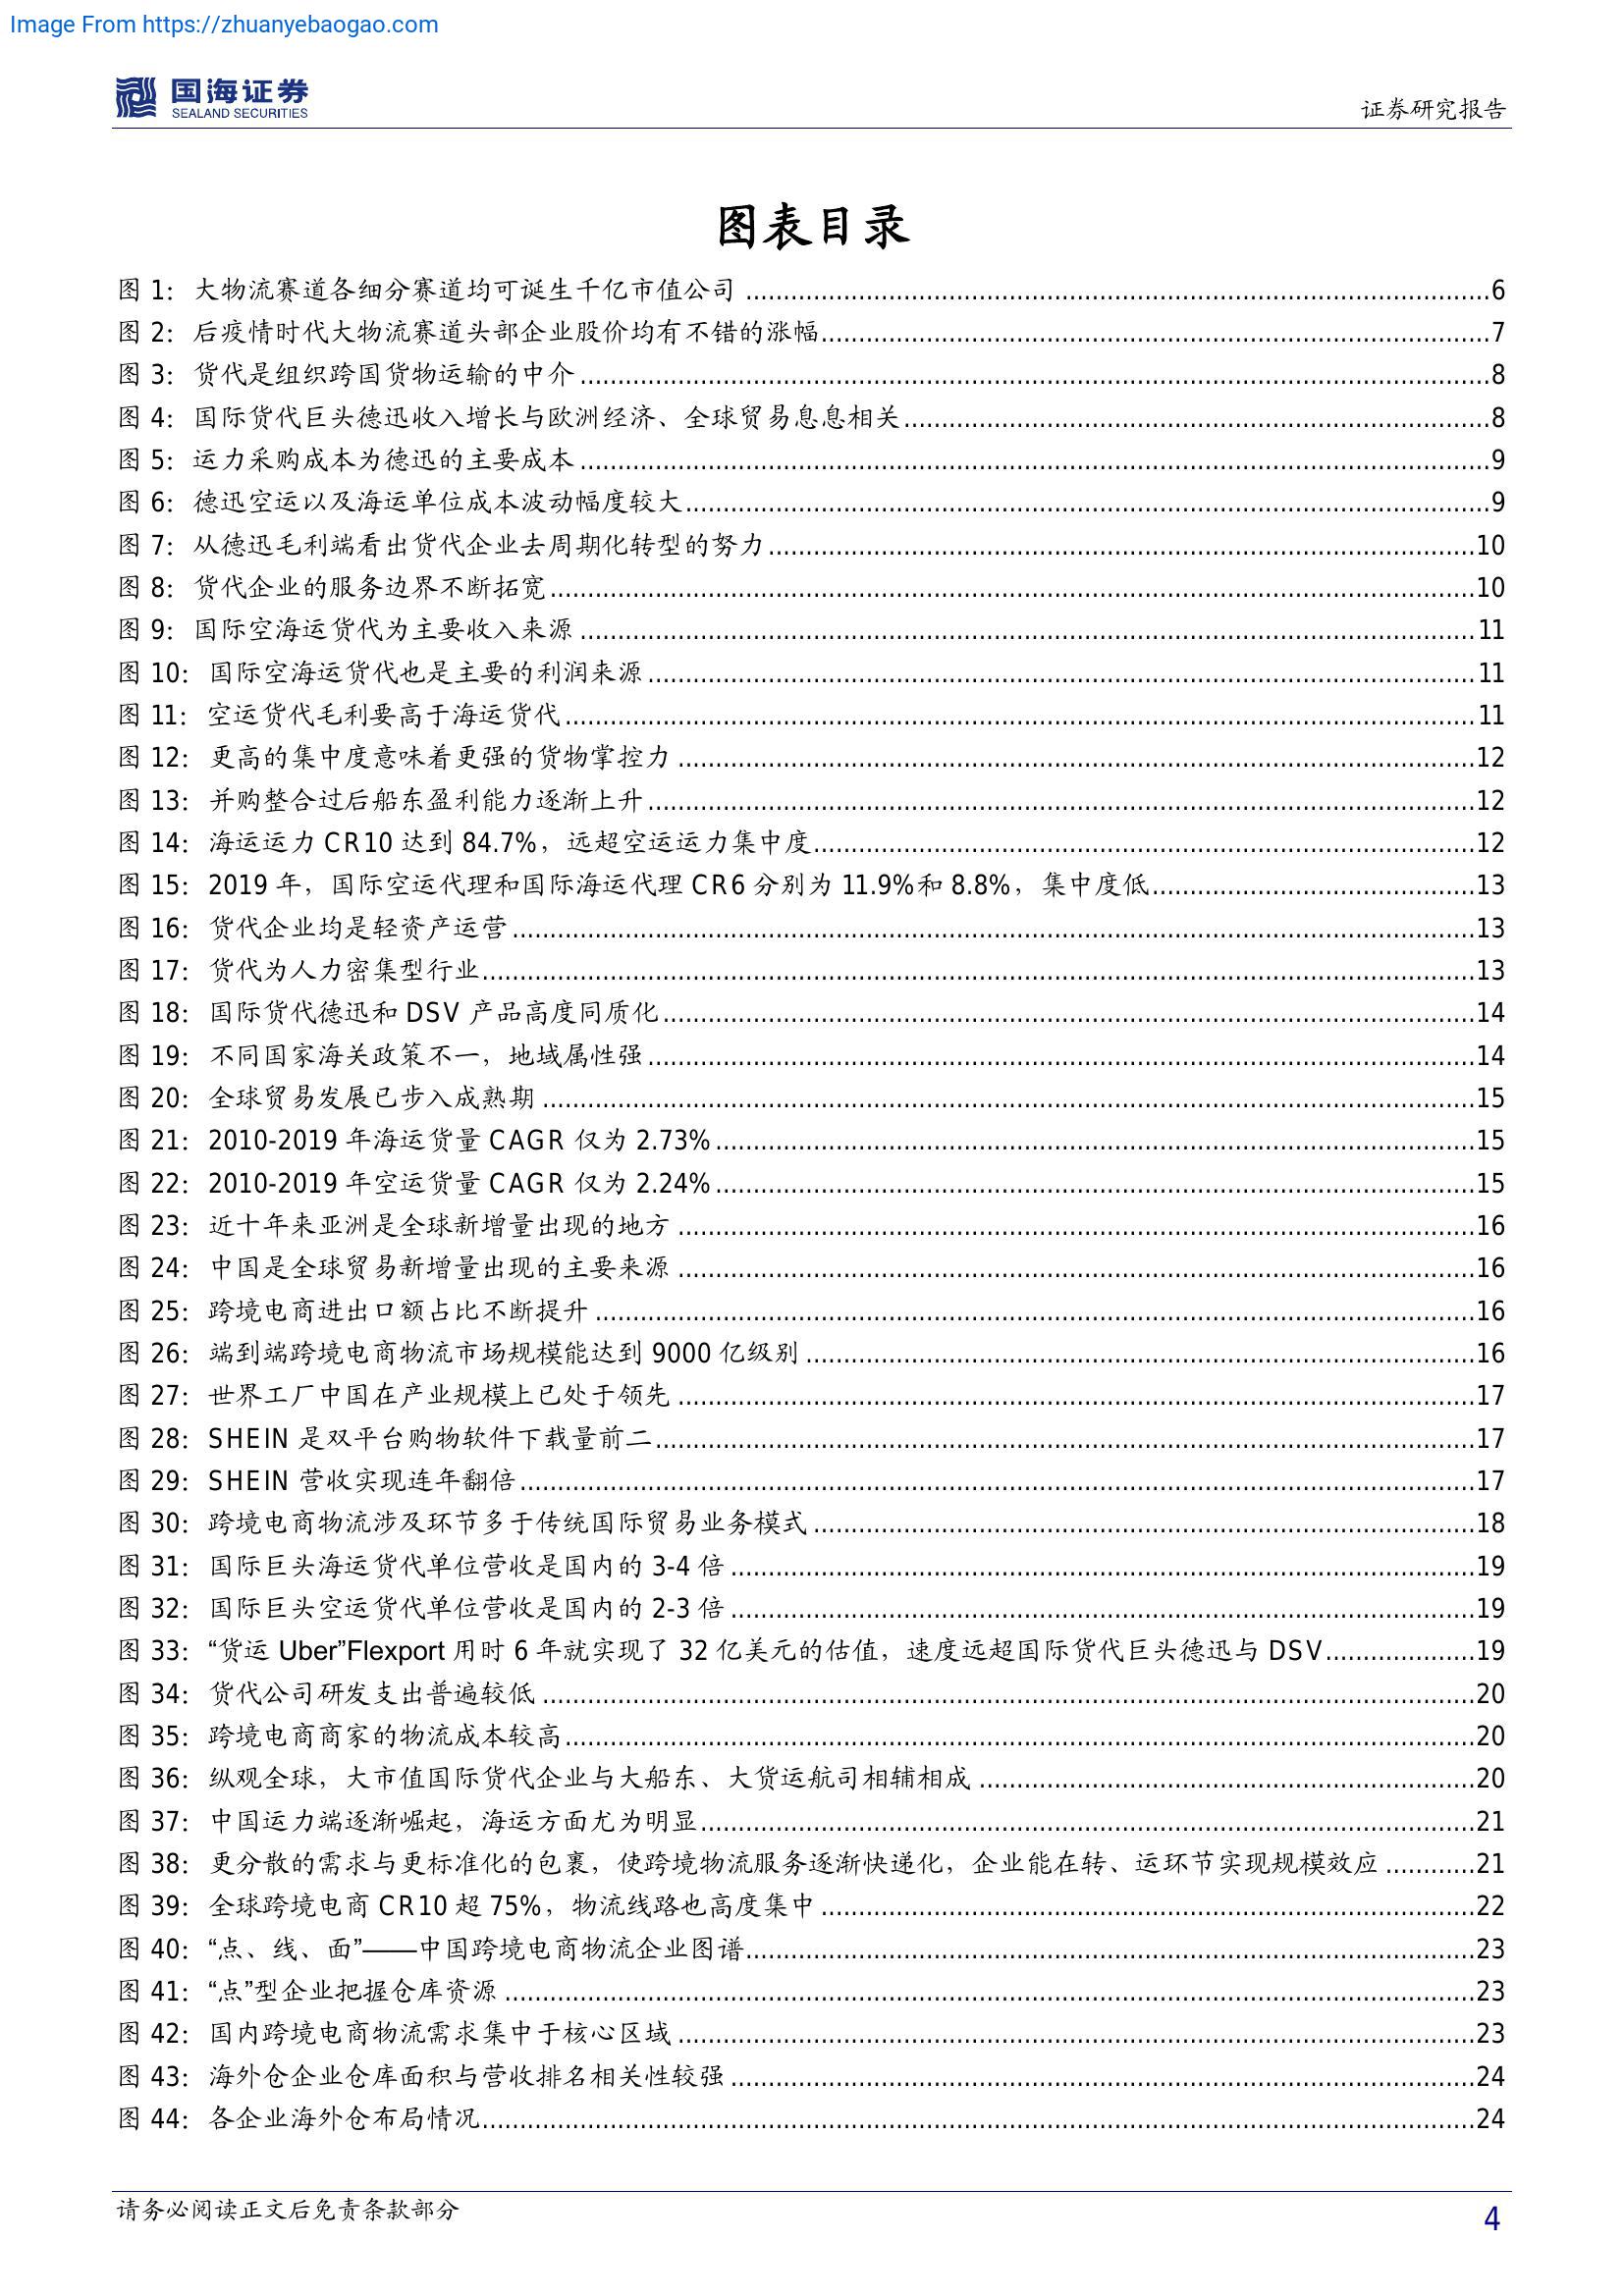 Image From https://zhuanyebaogao.com
国海证券
SEALAND SECURITIES
证券研究报告
图表目录
图 1：大物流赛道各细分赛道均可诞生千亿市值公司 ........ 6
图 2：后疫情时代大物流赛道头部企业股价均有不错的涨幅 ........ 7
图 3：货代是组织跨国货物运输的中介 ........ 8
图 4：国际货代巨头德迅收入增长与欧洲经济、全球贸易息息相关 ........ 8
图 5：运力采购成本为德迅的主要成本 ........ 9
图 6：德迅空运以及海运单位成本波动幅度较大 ........ 9
图 7：从德迅毛利端看出货代企业去周期化转型的努力 ........ 10
图 8：货代企业的服务边界不断拓宽 ........ 10
图 9：国际空海运货代为主要收入来源 ........ 11
图 10：国际空海运货代也是主要的利润来源 ........ 11
图 11：空运货代毛利要高于海运货代 ........ 11
图 12：更高的集中度意味着更强的货物掌控力 ........ 12
图 13：并购整合过后船东盈利能力逐渐上升 ........ 12
图 14：海运运力 CR10 达到 84.7%，远超空运运力集中度 ........ 12
图 15：2019 年，国际空运代理和国际海运代理 CR6 分别为 11.9%和 8.8%，集中度低 ........ 13
图 16：货代企业均是轻资产运营 ........ 13
图 17：货代为人力密集型行业 ........ 13
图 18：国际货代德迅和 DSV 产品高度同质化 ........ 14
图 19：不同国家海关政策不一，地域属性强 ........ 14
图 20：全球贸易发展已步入成熟期 ........ 15
图 21：2010-2019 年海运货量 CAGR 仅为 2.73% ........ 15
图 22：2010-2019 年空运货量 CAGR 仅为 2.24% ........ 15
图 23：近十年来亚洲是全球新增量出现的地方 ........ 16
图 24：中国是全球贸易新增量出现的主要来源 ........ 16
图 25：跨境电商进出口额占比不断提升 ........ 16
图 26：端到端跨境电商物流市场规模能达到 9000 亿级别 ........ 16
图 27：世界工厂中国在产业规模上已处于领先 ........ 17
图 28：SHEIN 是双平台购物软件下载量前二 ........ 17
图 29：SHEIN 营收实现连年翻倍 ........ 17
图 30：跨境电商物流涉及环节多于传统国际贸易业务模式 ........ 18
图 31：国际巨头海运货代单位营收是国内的 3-4 倍 ........ 19
图 32：国际巨头空运货代单位营收是国内的 2-3 倍 ........ 19
图 33：“货运 Uber”Flexport 用时 6 年就实现了 32 亿美元的估值，速度远超国际货代巨头德迅与 DSV ........ 19
图 34：货代公司研发支出普遍较低 ........ 20
图 35：跨境电商商家的物流成本较高 ........ 20
图 36：纵观全球，大市值国际货代企业与大船东、大货运航司相辅相成 ........ 20
图 37：中国运力端逐渐崛起，海运方面尤为明显 ........ 21
图 38：更分散的需求与更标准化的包裹，使跨境物流服务逐渐快递化，企业能在转、运环节实现规模效应 ........ 21
图 39：全球跨境电商 CR10 超 75%，物流线路也高度集中 ........ 22
图 40：“点、线、面”——中国跨境电商物流企业图谱 ........ 23
图 41：“点”型企业把握仓库资源 ........ 23
图 42：国内跨境电商物流需求集中于核心区域 ........ 23
图 43：海外仓企业仓库面积与营收排名相关性较强 ........ 24
图 44：各企业海外仓布局情况 ........ 24
请务必阅读正文后免责条款部分
4